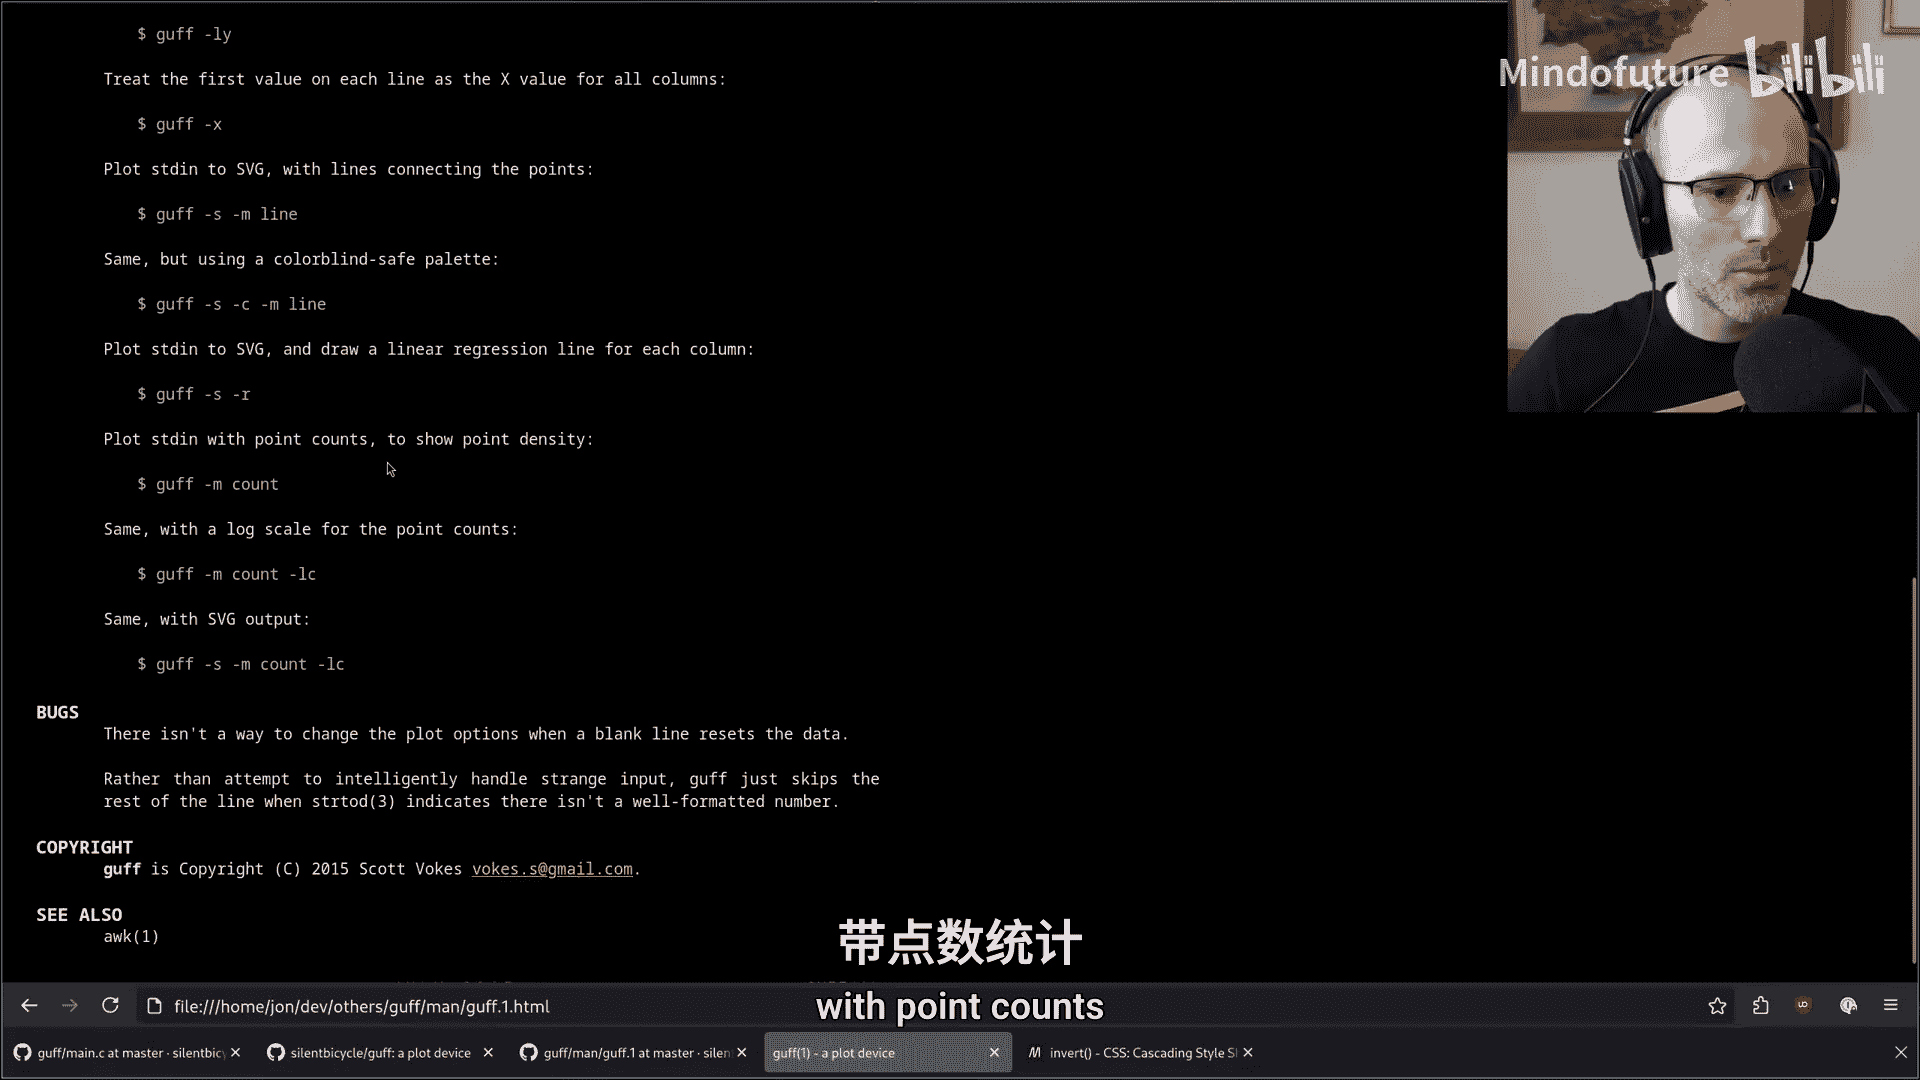 $ guff -ly
Treat the first value on each line as the X value for all columns:
$ guff -x
Plot stdin to SVG, with lines connecting the points:
$ guff -s -m line
Same, but using a colorblind-safe palette:
$ guff -s -c -m line
Plot stdin to SVG, and draw a linear regression line for each column:
$ guff -s -r
Plot stdin with point counts, to show point density:
$ guff -m count
Same, with a log scale for the point counts:
$ guff -m count -lc
Same, with SVG output:
$ guff -s -m count -lc
BUGS
There isn't a way to change the plot options when a blank line resets the data.
Rather than attempt to intelligently handle strange input, guff just skips the
rest of the line when strtod(3) indicates there isn't a well-formatted number.
COPYRIGHT
guff is Copyright (C) 2015 Scott Vokes vokes.s@gmail.com.
SEE ALSO
awk(1)
Mindofuture bilibili
带点数统计
with point counts
file:///home/jon/dev/others/guff/man/guff.1.html
guff/main.c at master · silentbic
silentbicycle/guff: a plot device
guff/man/guff.1 at master · silen
guff(1) - a plot device
invert() - CSS: Cascading Style S